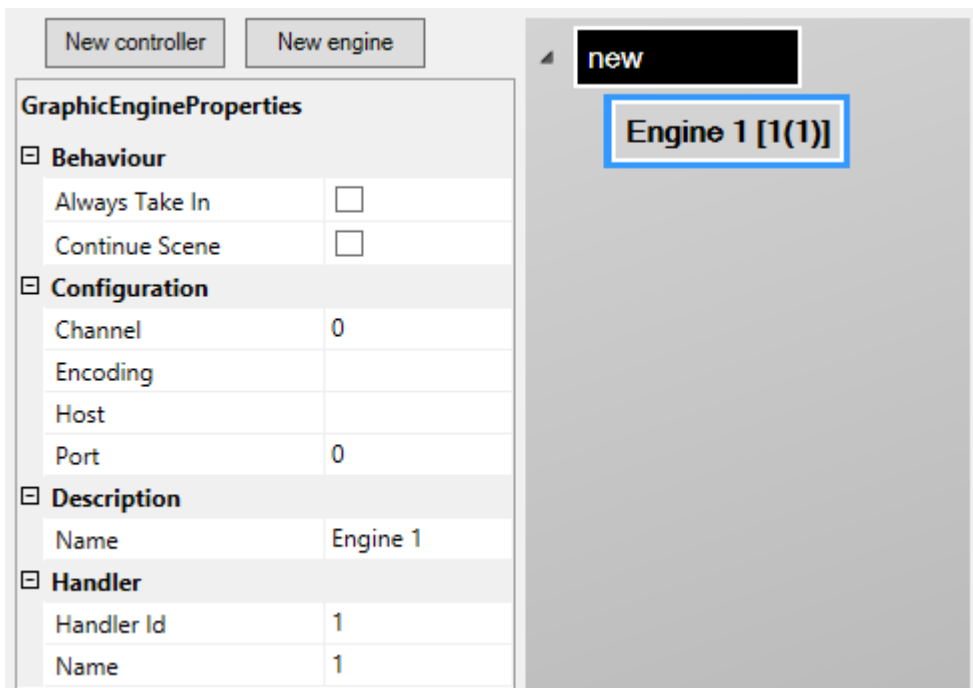 New controller New engine
GraphicEngineProperties
Behaviour
Always Take In
Continue Scene
Configuration
Channel 0
Encoding
Host
Port 0
Description
Name Engine 1
Handler
Handler Id 1
Name 1
new
Engine 1 [1(1)]